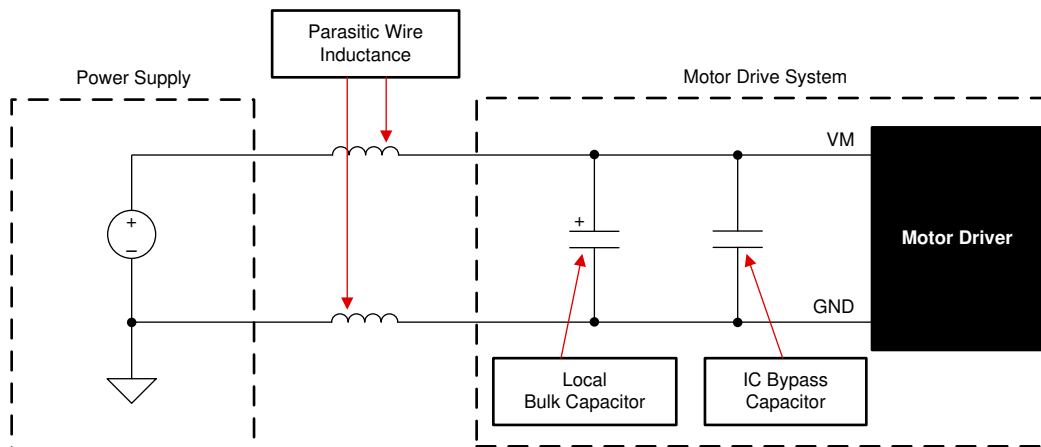 Parasitic Wire
Inductance
Power Supply
Motor Drive System
VM
+
–
+
Motor Driver
GND
Local
Bulk Capacitor
IC Bypass
Capacitor